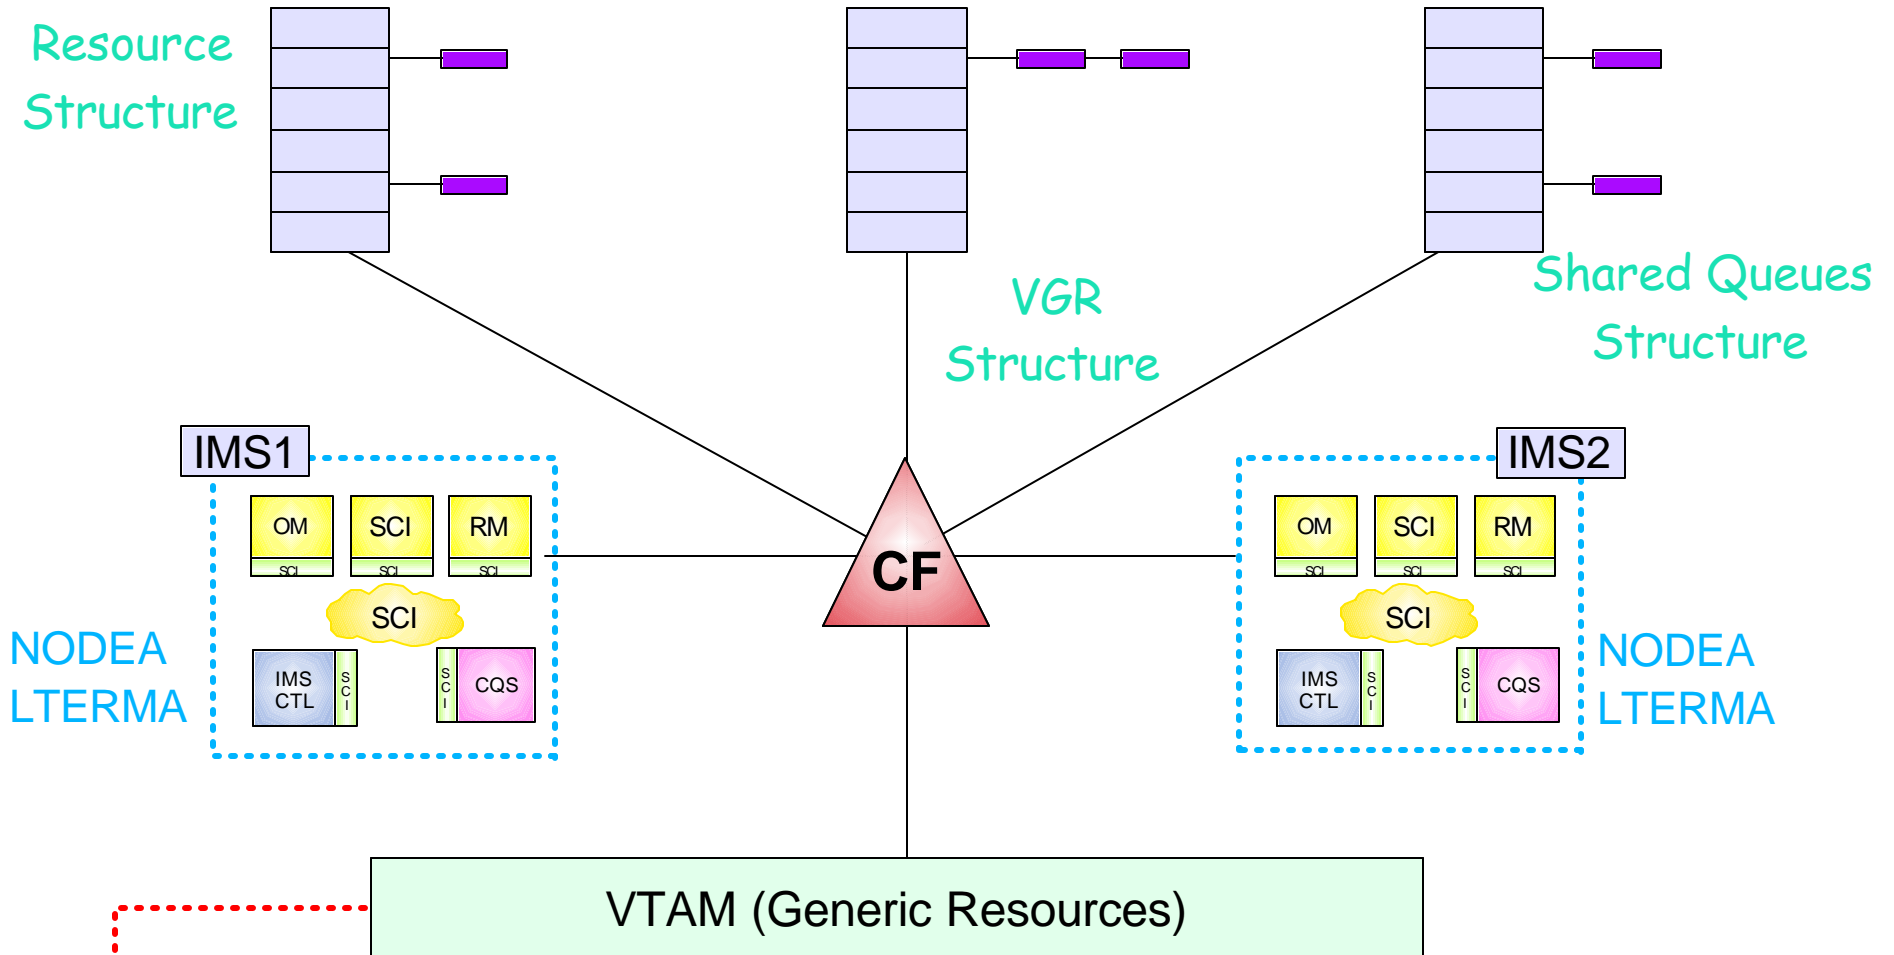 Resource
Structure
VGR
Structure
Shared Queues
Structure
IMS1
OM
SCI
RM
SCI
SCI
SCI
SCI
IMS
CTL
SCI
SCI
CQS
NODEA
LTERMA
CF
IMS2
OM
SCI
RM
SCI
SCI
SCI
SCI
IMS
CTL
SCI
SCI
CQS
NODEA
LTERMA
VTAM (Generic Resources)